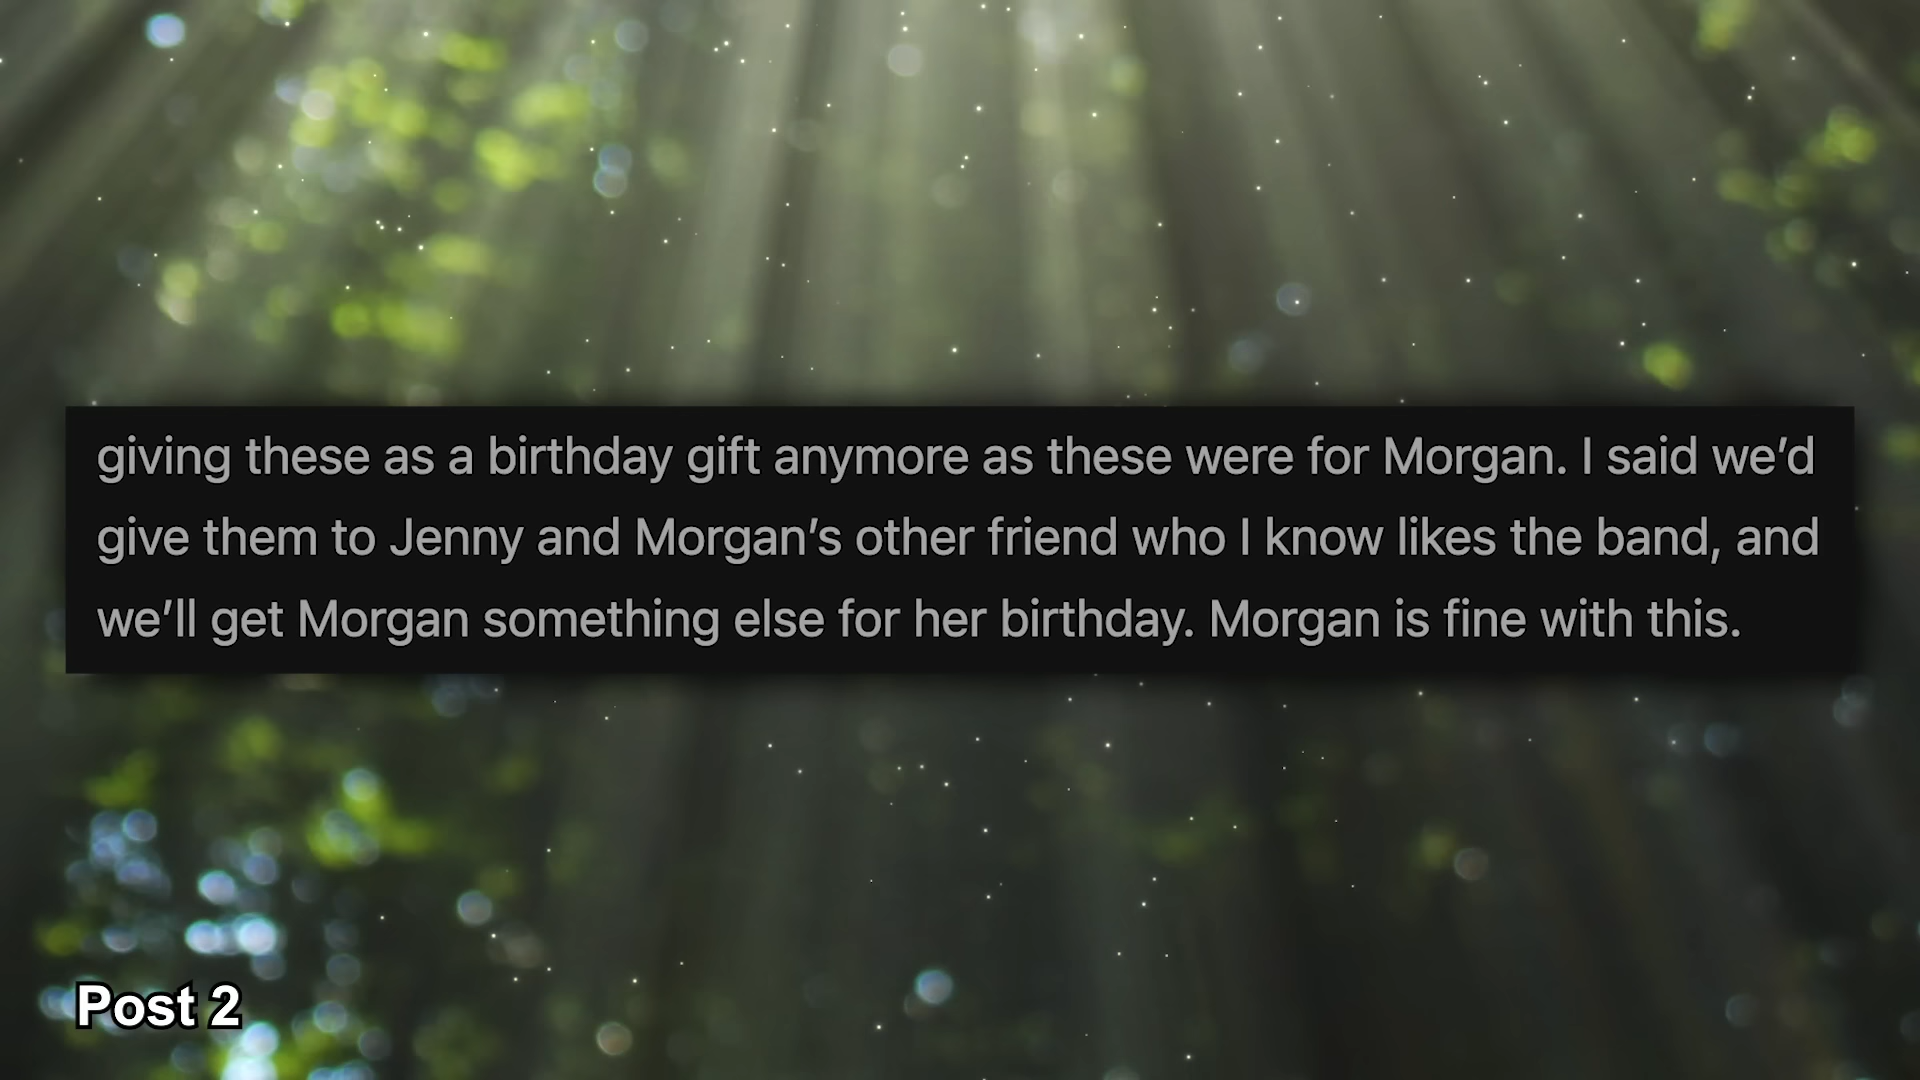 giving these as a birthday gift anymore as these were for Morgan. I said we’d
give them to Jenny and Morgan’s other friend who I know likes the band, and
we’ll get Morgan something else for her birthday. Morgan is fine with this.
Post 2